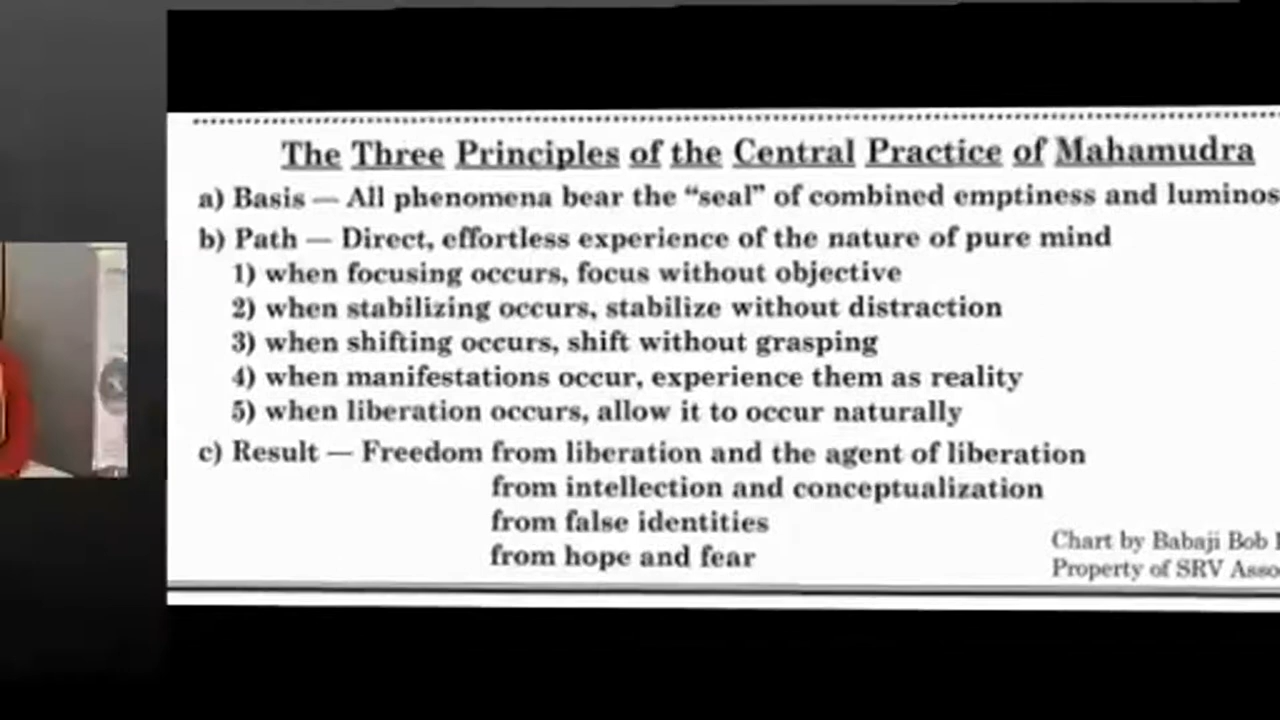 The Three Principles of the Central Practice of Mahamudra
a) Basis — All phenomena bear the “seal” of combined emptiness and
b) Path — Direct, effortless experience of the nature of pure mind
1) when focusing occurs, focus without objective
2) when stabilizing occurs, stabilize without distraction
3) when shifting occurs, shift without grasping
4) when manifestations occur, experience them as reality
5) when liberation occurs, allow it to occur naturally
c) Result — Freedom from liberation and the agent of liberation
from intellection and conceptualization
from false identities
from hope and fear
Chart by Babaji Bob
Property of SRV